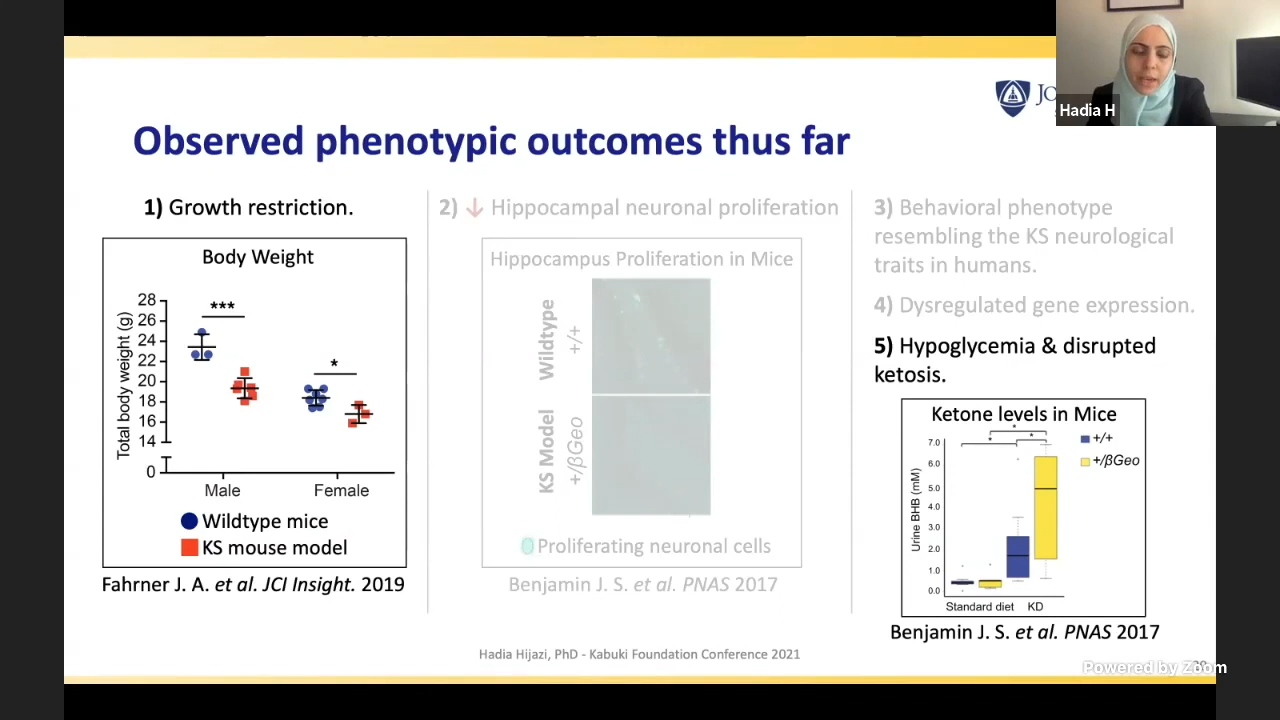 Hadia H
JO
Observed phenotypic outcomes thus far
1) Growth restriction.
Body Weight
Total body weight (g)
28
26
24
22
20
18
16
14
0
***
*
Male Female
Wildtype mice
KS mouse model
Fahrner J. A. et al. JCI Insight. 2019
2) ↓ Hippocampal neuronal proliferation
Hippocampus Proliferation in Mice
Wildtype
+/+
KS Model
+/βGeo
Proliferating neuronal cells
Benjamin J. S. et al. PNAS 2017
3) Behavioral phenotype
resembling the KS neurological
traits in humans.
4) Dysregulated gene expression.
5) Hypoglycemia & disrupted
ketosis.
Ketone levels in Mice
Urine BHB (mM)
7.0
6.0
5.0
4.0
3.0
2.0
1.0
0.0
*
* *
+/+
+/βGeo
Standard diet KD
Benjamin J. S. et al. PNAS 2017
Hadia Hijazi, PhD - Kabuki Foundation Conference 2021
Powered by Zoom